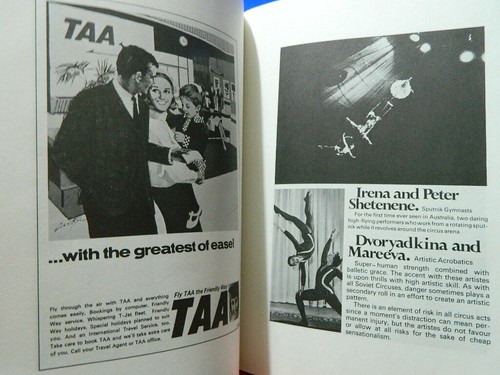 TAA
...with the greatest of ease!
Fly through the air with TAA and everything
comes easily. Bookings by computer. Friendly
Way service. Whispering T-Jet fleet. Friendly
Way holidays. Special holidays planned to suit
you. And an International Travel Service, too.
Take care to book TAA and we'll take extra care
of you. Call your Travel Agent or TAA office.
Fly TAA the Friendly Way
TAA
Irena and Peter
Shetenene. Sputnik Gymnasts
For the first time ever seen in Australia, two daring
high-flying performers who work from a rotating sput-
nik while it revolves around the circus arena.
Dvoryadkina and
Mareéva. Artistic Acrobatics
Super-human strength combined with
balletic grace. The accent with these artistes
is upon thrills with high artistic skill. As with
all Soviet Circuses, danger sometimes plays a
secondary roll in an effort to create an artistic
pattern.
There is an element of risk in all circus acts
since a moment's distraction can mean per-
manent injury, but the artistes do not favour
or allow at all risks for the sake of cheap
sensationalism.